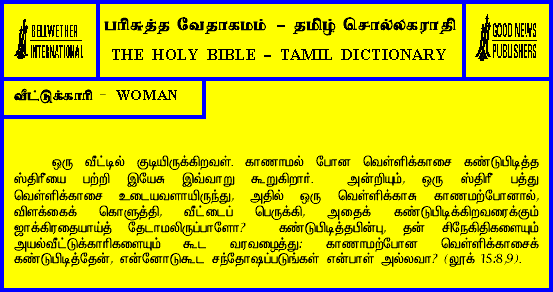 BELLWETHER
INTERNATIONAL
பரிசுத்த வேதாகமம் – தமிழ் சொல்லகராதி
THE HOLY BIBLE – TAMIL DICTIONARY
GOOD NEWS
PUBLISHERS
வீட்டுக்காரி - WOMAN
ஒரு வீட்டில் குடியிருக்கிறவள். காணாமல் போன வெள்ளிக்காசை கண்டுபிடித்த
ஸ்திரீயை பற்றி இயேசு இவ்வாறு கூறுகிறார். அன்றியும், ஒரு ஸ்திரீ பத்து
வெள்ளிக்காசை உடையவளாயிருந்து, அதில் ஒரு வெள்ளிக்காசு காணமற்போனால்,
விளக்கைக் கொளுத்தி, வீட்டைப் பெருக்கி, அதைக் கண்டுபிடிக்கிறவரைக்கும்
ஜாக்கிரதையாய்த் தேடாமலிருப்பாளோ? கண்டுபிடித்தபின்பு, தன் சிநேகிதிகளையும்
அயல்வீட்டுக்காரிகளையும் கூட வரவழைத்து: காணாமற்போன வெள்ளிக்காசைக்
கண்டுபிடித்தேன், என்னோடுகூட சந்தோஷப்படுங்கள் என்பாள் அல்லவா? (லூக் 15:8,9).